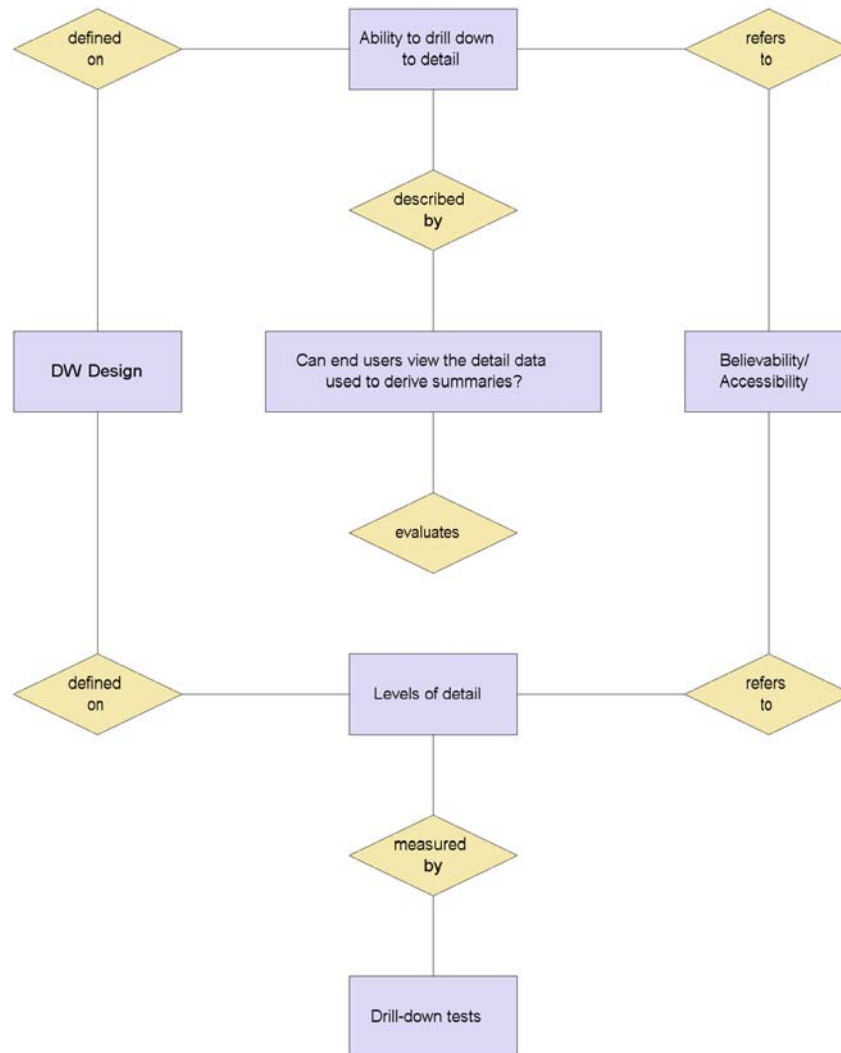 defined
on
Ability to drill down
to detail
refers
to
described
by
DW Design
Can end users view the detail data
used to derive summaries?
Believability/
Accessibility
evaluates
defined
on
Levels of detail
refers
to
measured
by
Drill-down tests